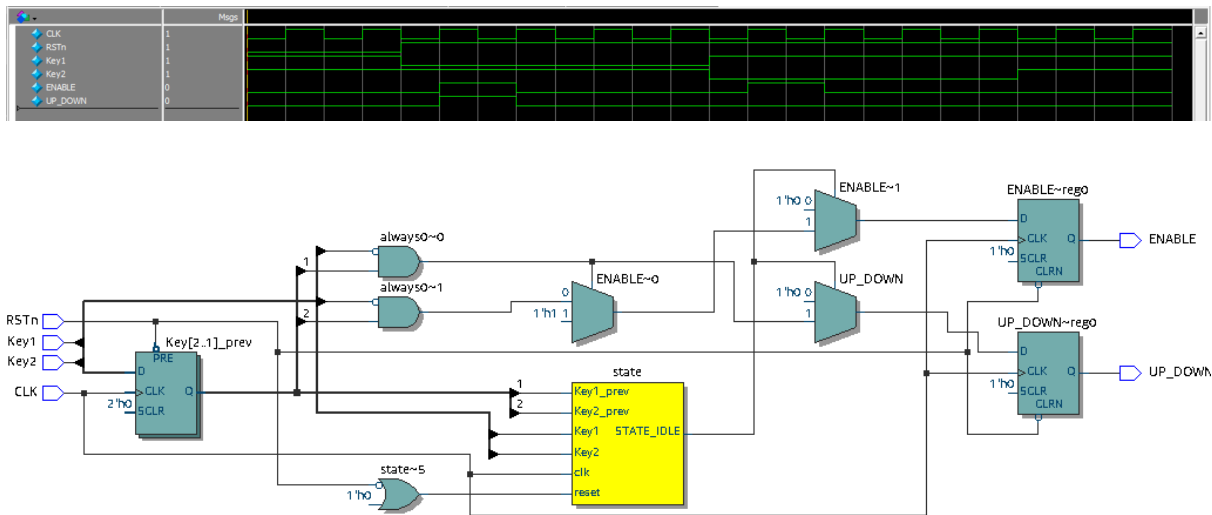 Msgs
CLK 1
RSTn 1
Key1 1
Key2 1
ENABLE 0
UP_DOWN 0
ENABLE~1
1'h0 0
1
ENABLE~reg0
D
CLK Q
1'h0
SCLR
CLRN
ENABLE
always0~0
1
ENABLE~0
0
1'h1 1
always0~1
2
UP_DOWN
1'h0 0
1
UP_DOWN~reg0
D
CLK Q
1'h0
SCLR
CLRN
UP_DOWN
RSTn
Key1
Key2
CLK
Key[2..1]_prev
PRE
D
CLK Q
2'h0
SCLR
state
1
Key1_prev
2
Key2_prev
Key1 STATE_IDLE
Key2
clk
reset
state~5
1'h0